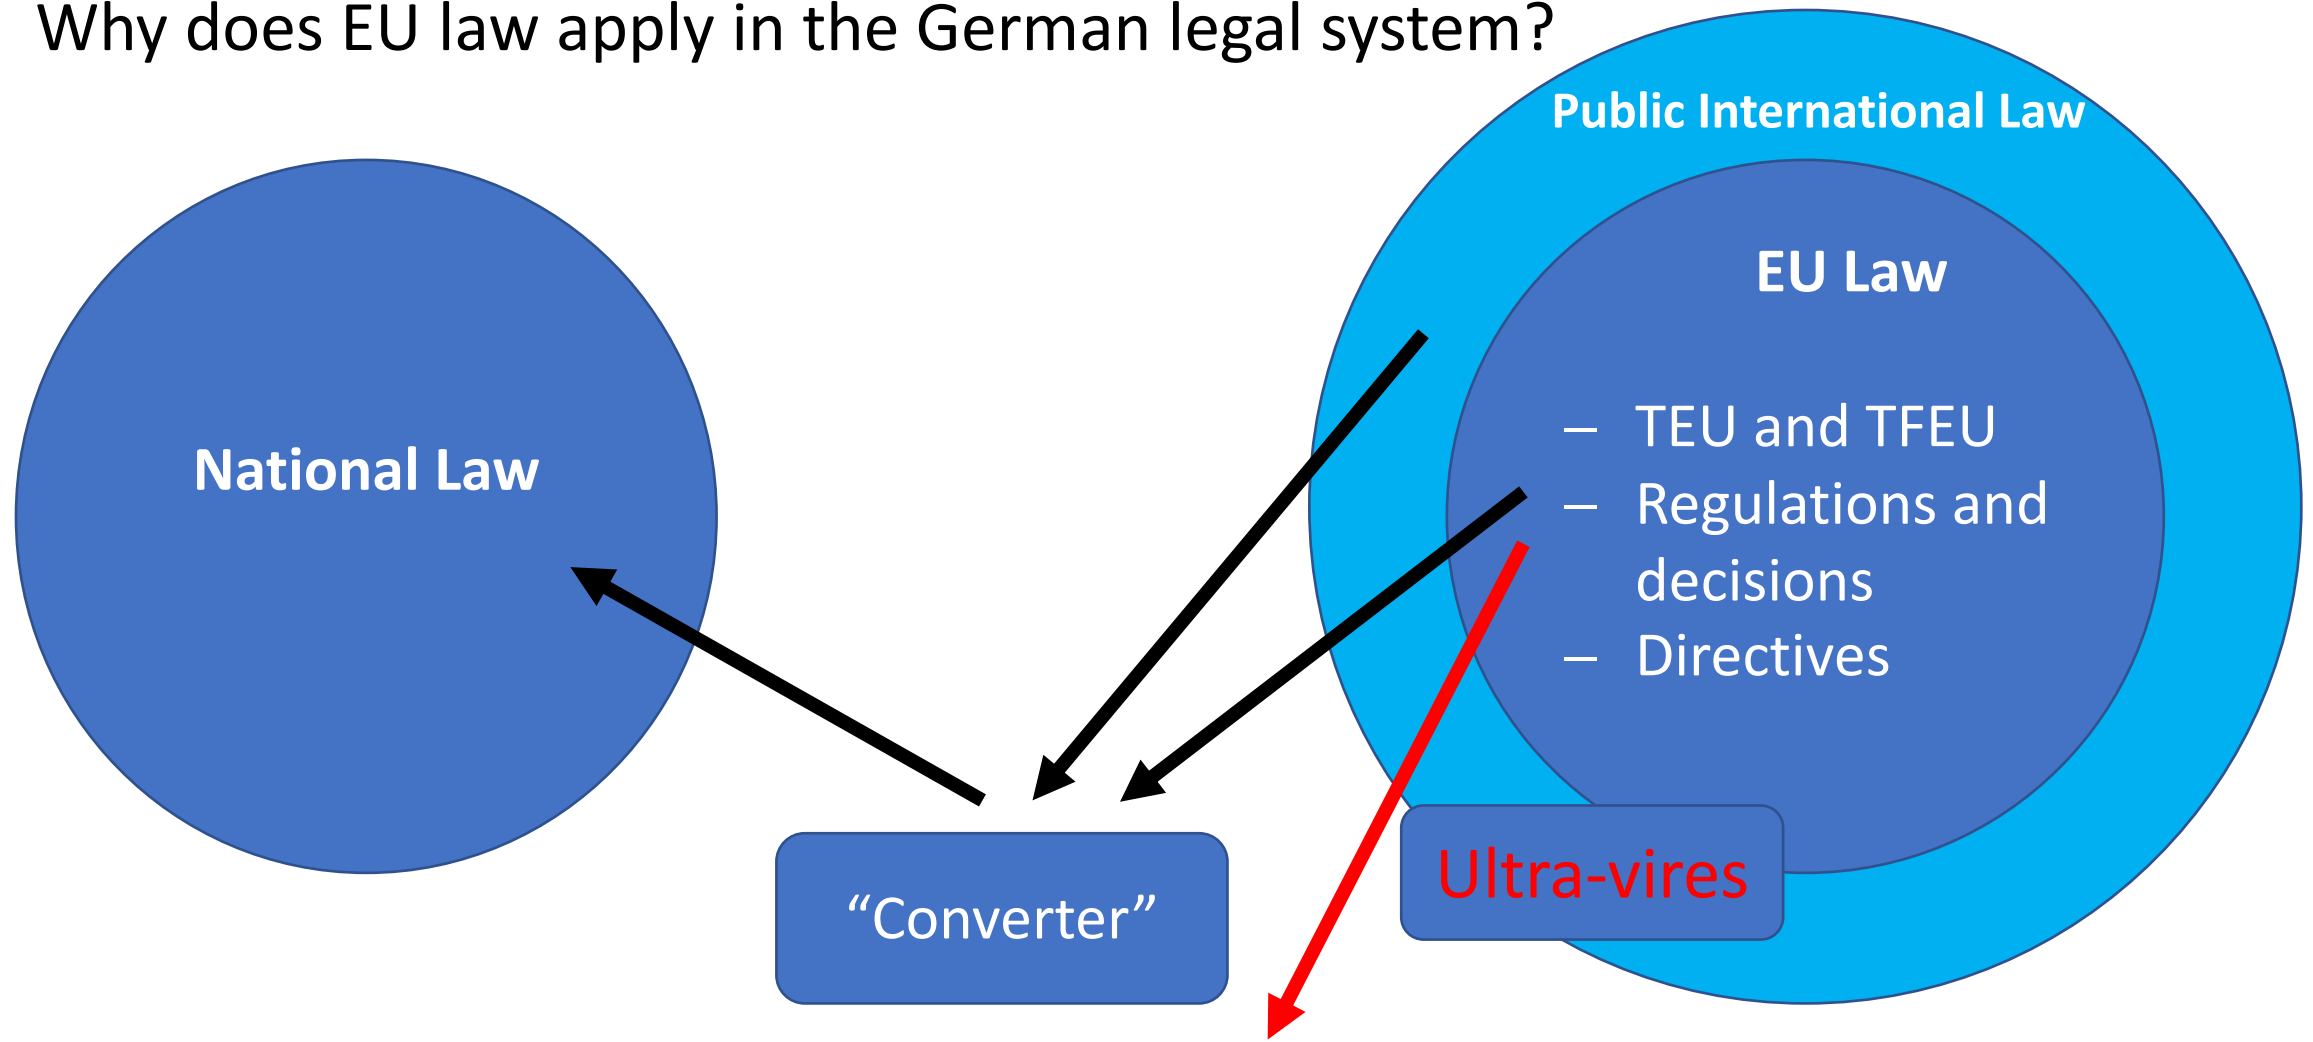 Why does EU law apply in the German legal system?
Public International Law
EU Law
– TEU and TFEU
– Regulations and
decisions
– Directives
National Law
“Converter”
Ultra-vires